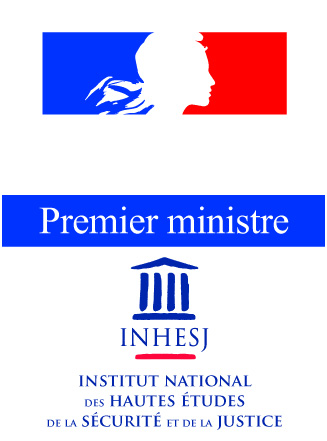 Premier ministre
INHESJ
INSTITUT NATIONAL
DES HAUTES ÉTUDES
DE LA SÉCURITÉ ET DE LA JUSTICE